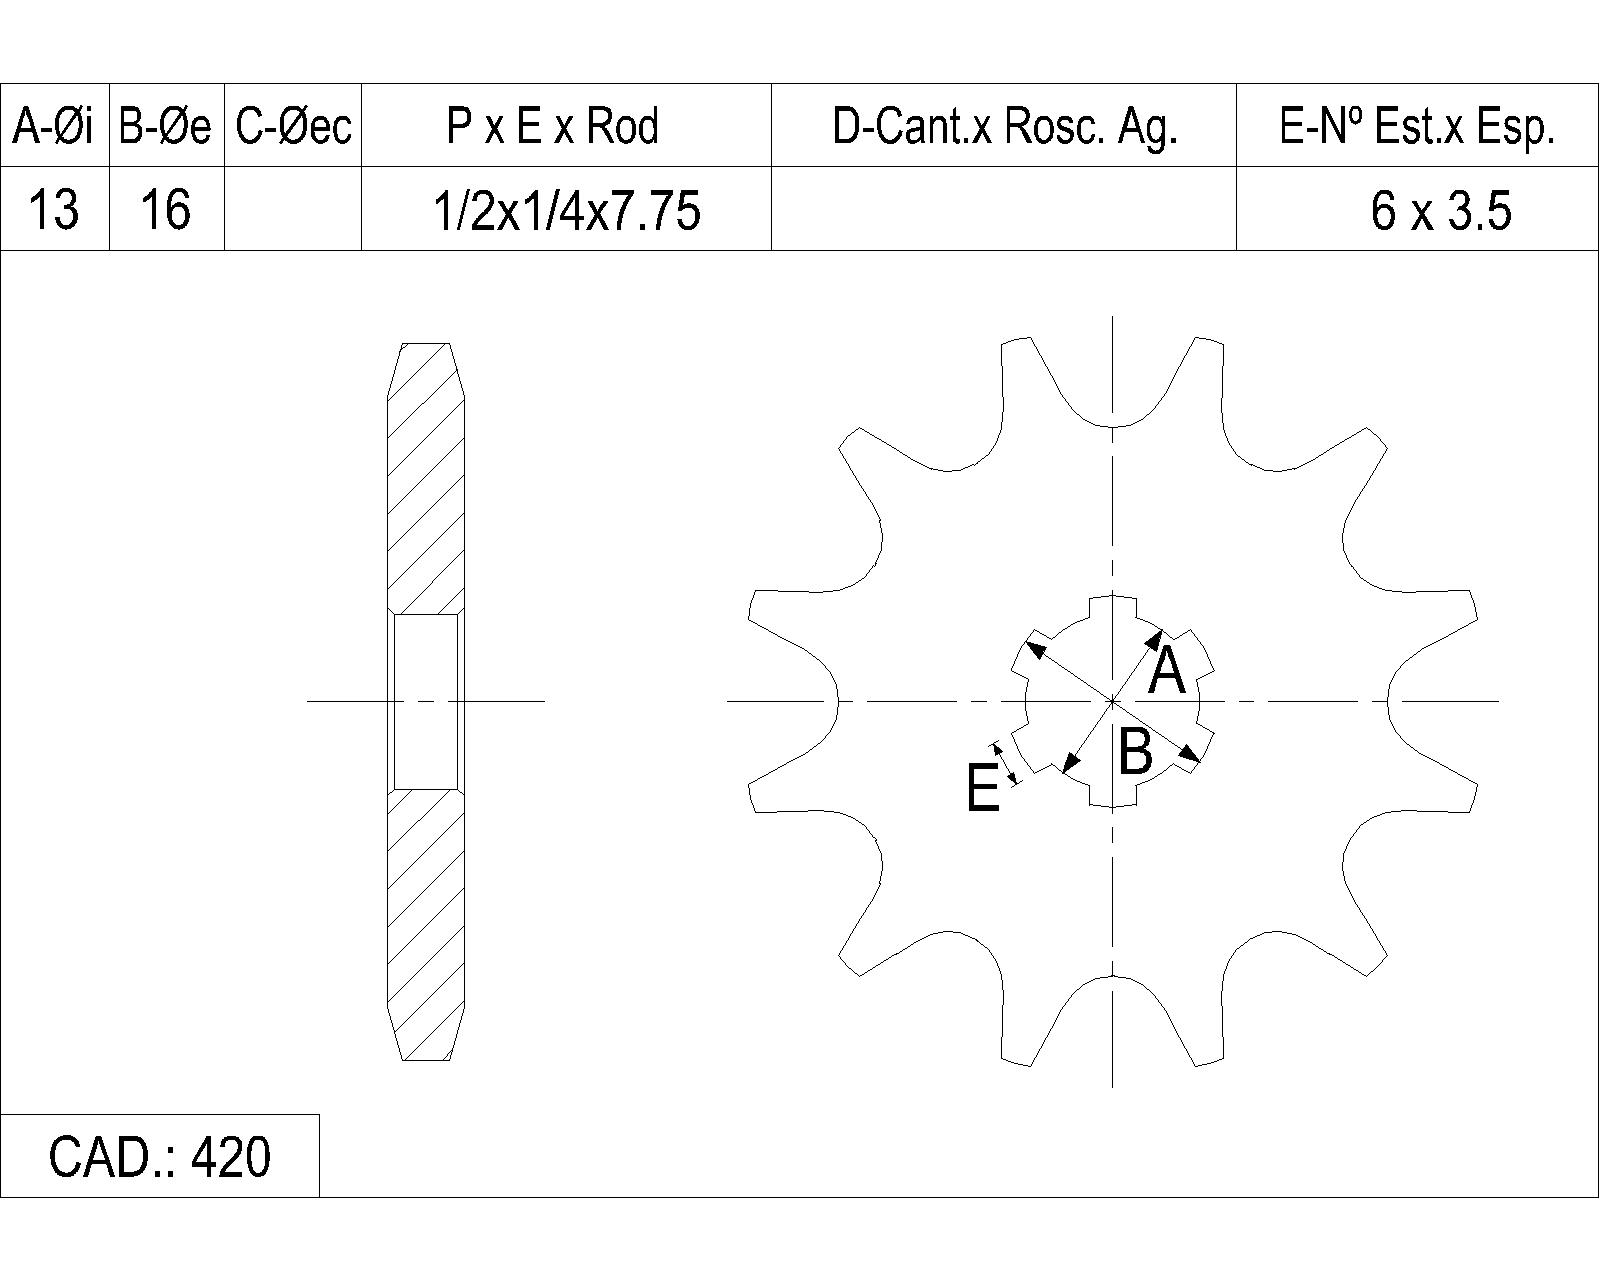 A-Øi B-Øe C-Øec P x E x Rod D-Cant.x Rosc. Ag. E-Nº Est.x Esp.
13 16 1/2x1/4x7.75 6 x 3.5
A
B
E
CAD.: 420